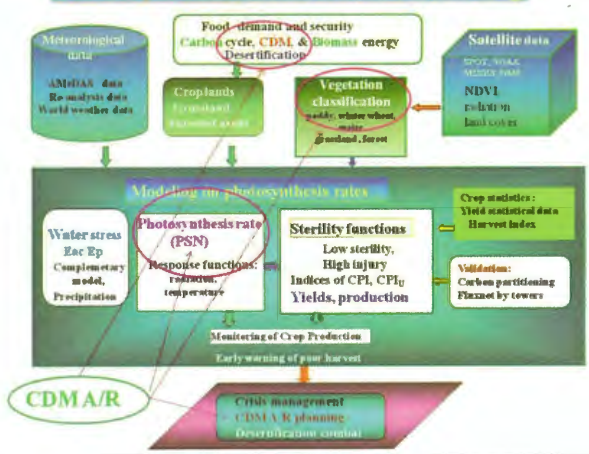 Meteorological
data
AMeDAS data
Re analysis data
World weather data
Food demand and security
Carbon cycle, CDM, & Biomass energy
Desertification
Satellite data
NDVI
radiation
land cover
Croplands
Vegetation
classification
paddy, winter wheat,
maize
grassland, forest
Modeling on photosynthesis rates
Water stress
Eac Ep
Complemetary
model,
Precipitation
Photosynthesis rate
(PSN)
Response functions:
radiation,
temperature
Sterility functions
Low sterility,
High injury
Indices of CPI, CPIU
Yields, production
Crop statistics :
Yield statistical data
Harvest Index
Validation:
Carbon partitioning
Fluxnet by towers
Monitoring of Crop Production
Early warning of poor harvest
CDM A/R
Crisis management
CDM A/R planning
Desertification combat